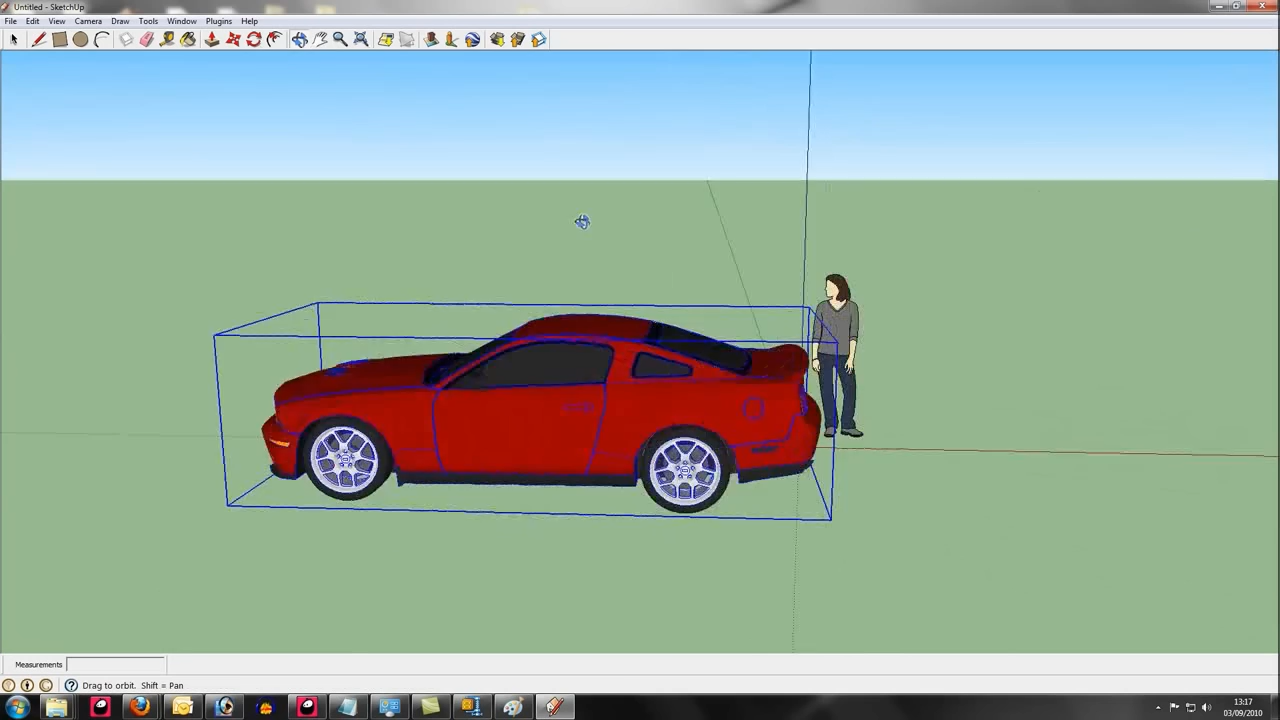 Untitled - SketchUp
File Edit View Camera Draw Tools Window Plugins Help
Measurements
Drag to orbit. Shift = Pan
13:17
03/09/2010